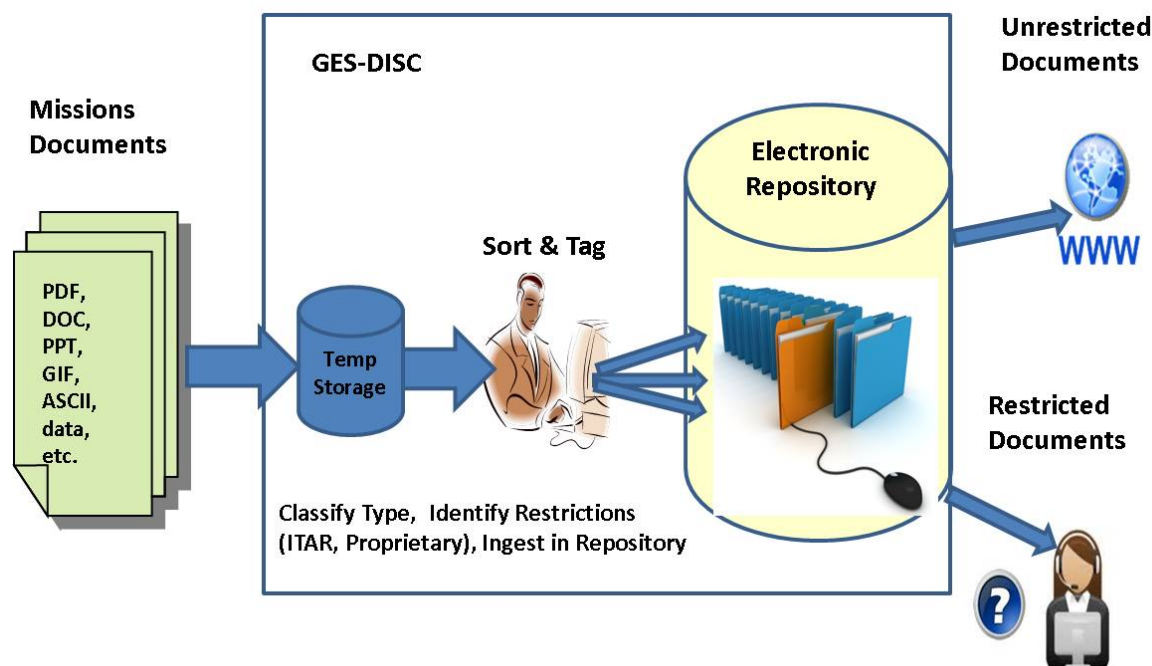 GES-DISC
Missions
Documents
PDF,
DOC,
PPT,
GIF,
ASCII,
data,
etc.
Temp
Storage
Sort & Tag
Classify Type, Identify Restrictions
(ITAR, Proprietary), Ingest in Repository
Electronic
Repository
Unrestricted
Documents
WWW
Restricted
Documents
?